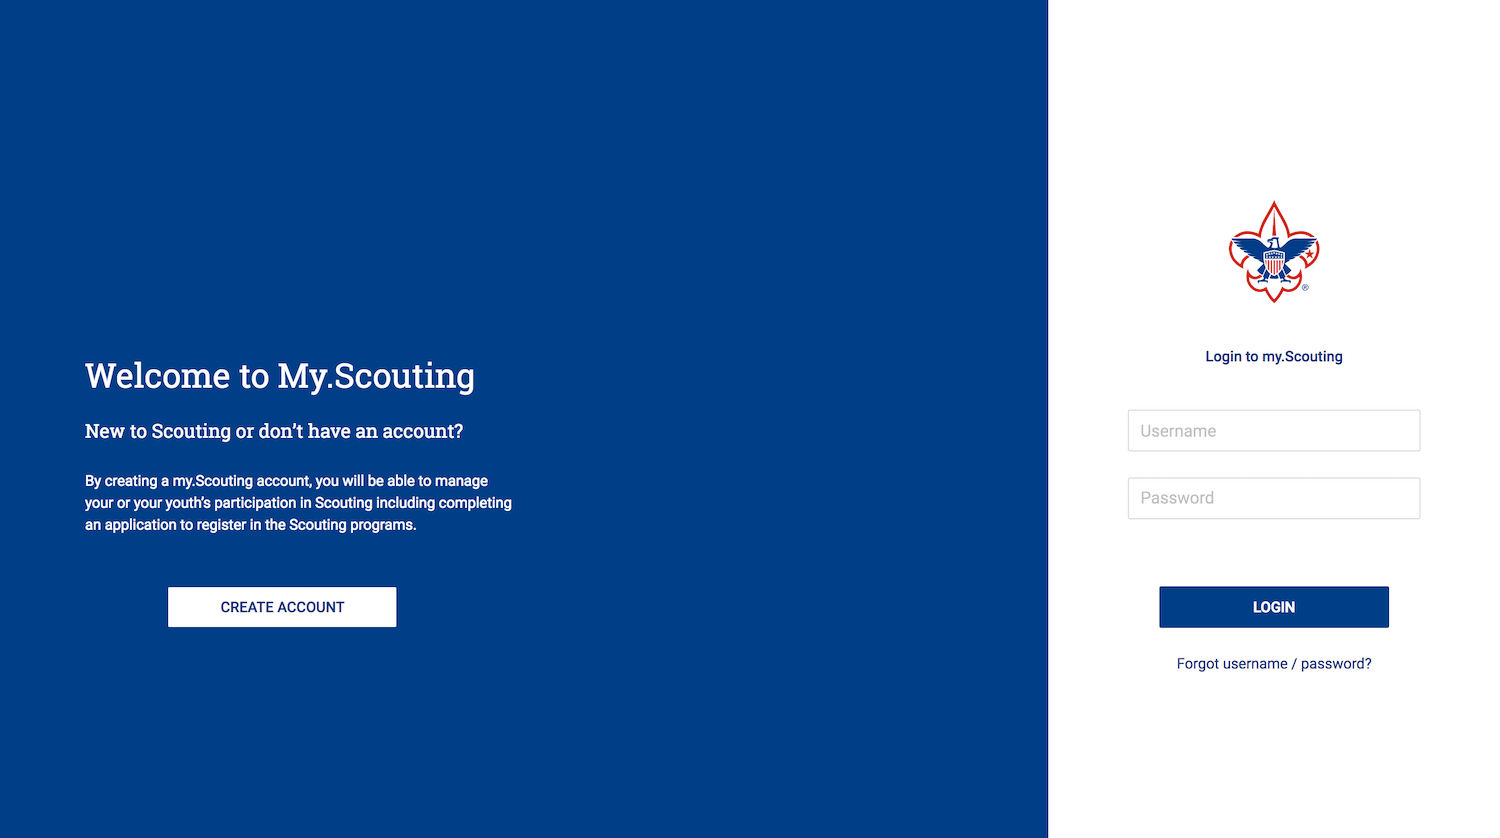 Welcome to My.Scouting
New to Scouting or don’t have an account?
By creating a my.Scouting account, you will be able to manage
your or your youth’s participation in Scouting including completing
an application to register in the Scouting programs.
CREATE ACCOUNT
®
Login to my.Scouting
Username
Password
LOGIN
Forgot username / password?